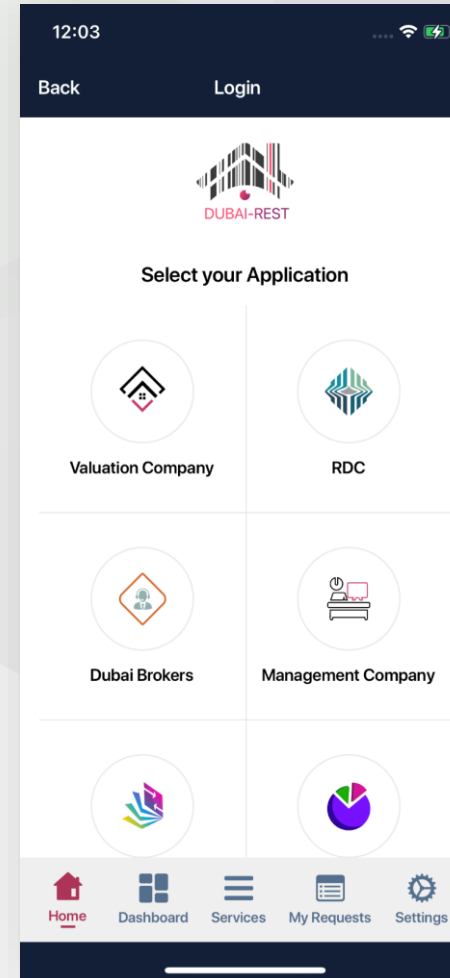 12:03
Back Login
DUBAI-REST
Select your Application
Valuation Company RDC
Dubai Brokers Management Company
Home Dashboard Services My Requests Settings